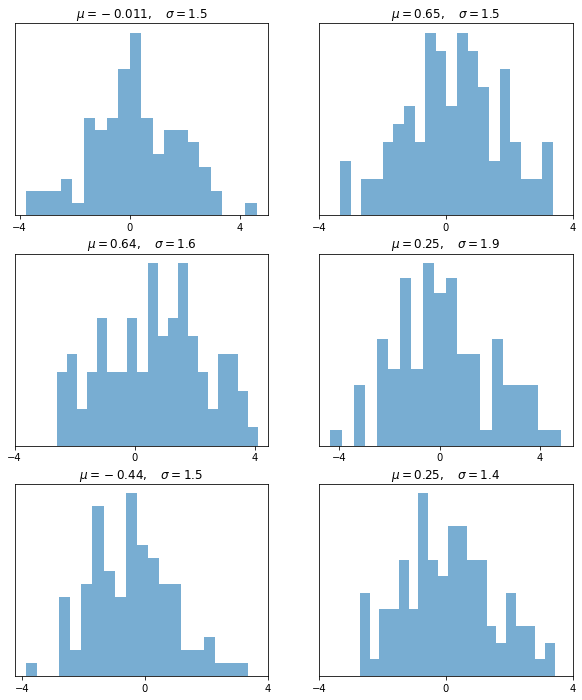 μ = −0.011,   σ = 1.5
−4 0 4
μ = 0.65,   σ = 1.5
−4 0 4
μ = 0.64,   σ = 1.6
−4 0 4
μ = 0.25,   σ = 1.9
−4 0 4
μ = −0.44,   σ = 1.5
−4 0 4
μ = 0.25,   σ = 1.4
−4 0 4